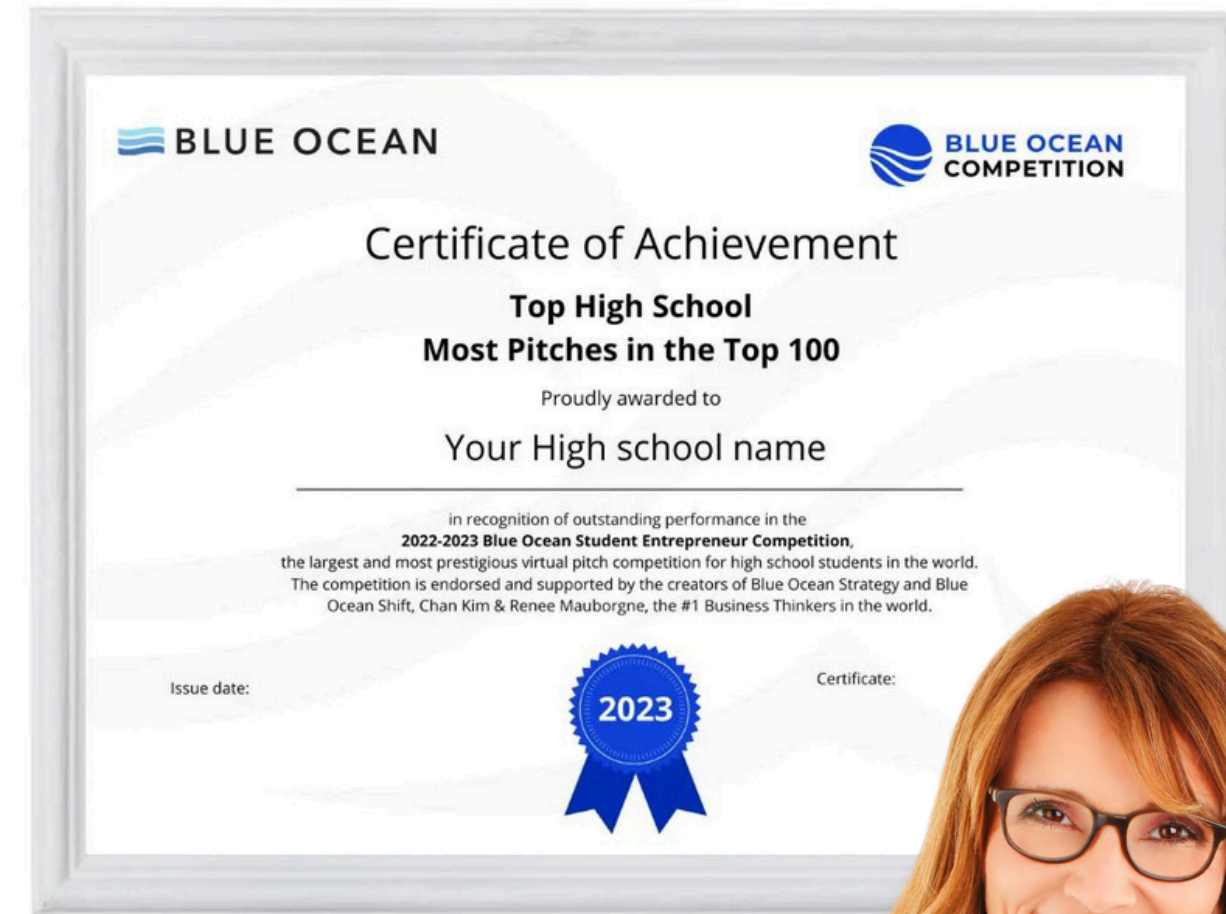 BLUE OCEAN
BLUE OCEAN
COMPETITION
Certificate of Achievement
Top High School
Most Pitches in the Top 100
Proudly awarded to
Your High school name
in recognition of outstanding performance in the
2022-2023 Blue Ocean Student Entrepreneur Competition,
the largest and most prestigious virtual pitch competition for high school students in the world.
The competition is endorsed and supported by the creators of Blue Ocean Strategy and Blue
Ocean Shift, Chan Kim & Renee Mauborgne, the #1 Business Thinkers in the world.
Issue date:
Certificate:
2023